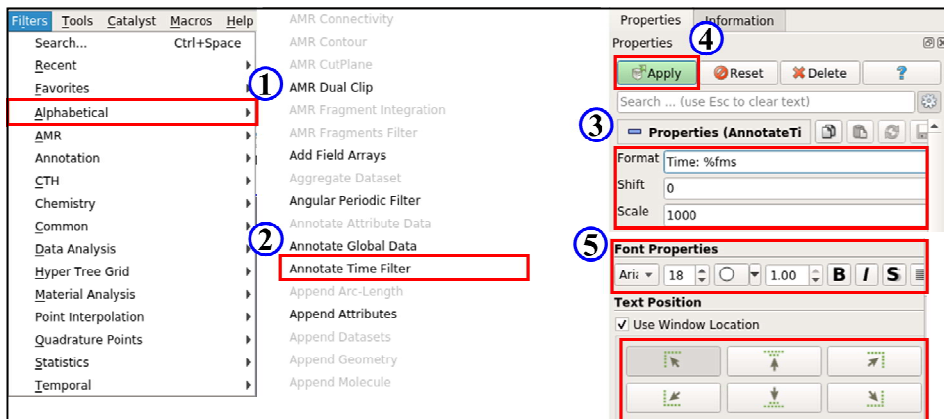 Filters Tools Catalyst Macros Help
Search... Ctrl+Space
Recent
Favorites
Alphabetical
AMR
Annotation
CTH
Chemistry
Common
Data Analysis
Hyper Tree Grid
Material Analysis
Point Interpolation
Quadrature Points
Statistics
Temporal
1
2
AMR Connectivity
AMR Contour
AMR CutPlane
AMR Dual Clip
AMR Fragment Integration
AMR Fragments Filter
Add Field Arrays
Aggregate Dataset
Angular Periodic Filter
Annotate Attribute Data
Annotate Global Data
Annotate Time Filter
Append Arc-Length
Append Attributes
Append Datasets
Append Geometry
Append Molecule
Properties Information
Properties 4
Apply Reset Delete ?
Search ... (use Esc to clear text)
3 Properties (AnnotateTi
Format Time: %fms
Shift 0
Scale 1000
5 Font Properties
Aria 18 1.00 B I S
Text Position
Use Window Location